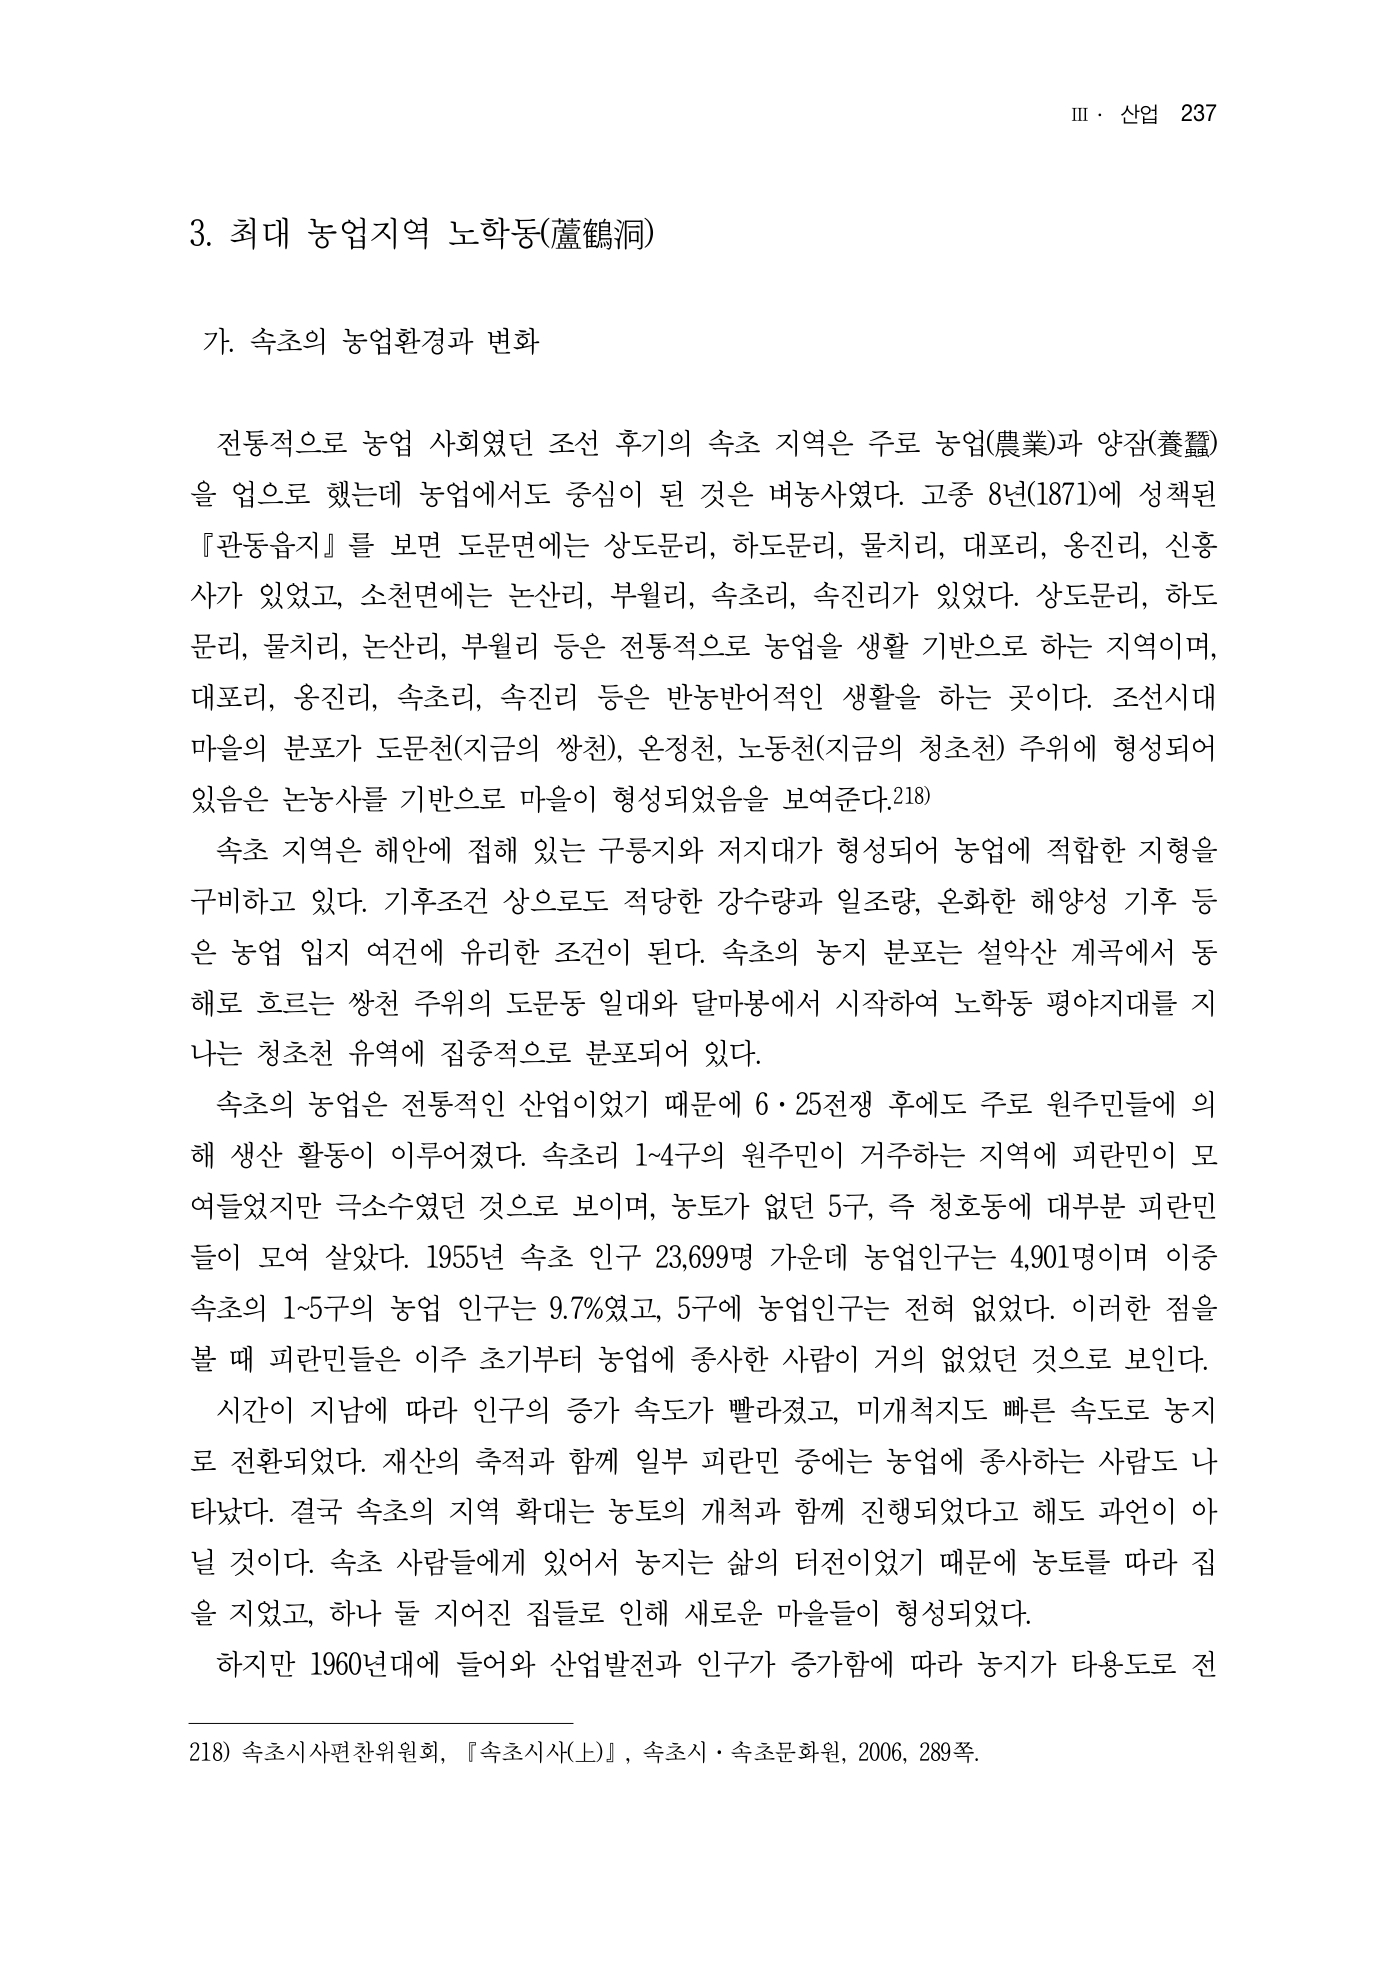 Ⅲ · 산업 237
3. 최대 농업지역 노학동(蘆鶴洞)
가. 속초의 농업환경과 변화
전통적으로 농업 사회였던 조선 후기의 속초 지역은 주로 농업(農業)과 양잠(養蠶)
을 업으로 했는데 농업에서도 중심이 된 것은 벼농사였다. 고종 8년(1871)에 성책된
『관동읍지』를 보면 도문면에는 상도문리, 하도문리, 물치리, 대포리, 옹진리, 신흥
사가 있었고, 소천면에는 논산리, 부월리, 속초리, 속진리가 있었다. 상도문리, 하도
문리, 물치리, 논산리, 부월리 등은 전통적으로 농업을 생활 기반으로 하는 지역이며,
대포리, 옹진리, 속초리, 속진리 등은 반농반어적인 생활을 하는 곳이다. 조선시대
마을의 분포가 도문천(지금의 쌍천), 온정천, 노동천(지금의 청초천) 주위에 형성되어
있음은 논농사를 기반으로 마을이 형성되었음을 보여준다.218)
속초 지역은 해안에 접해 있는 구릉지와 저지대가 형성되어 농업에 적합한 지형을
구비하고 있다. 기후조건 상으로도 적당한 강수량과 일조량, 온화한 해양성 기후 등
은 농업 입지 여건에 유리한 조건이 된다. 속초의 농지 분포는 설악산 계곡에서 동
해로 흐르는 쌍천 주위의 도문동 일대와 달마봉에서 시작하여 노학동 평야지대를 지
나는 청초천 유역에 집중적으로 분포되어 있다.
속초의 농업은 전통적인 산업이었기 때문에 6·25전쟁 후에도 주로 원주민들에 의
해 생산 활동이 이루어졌다. 속초리 1~4구의 원주민이 거주하는 지역에 피란민이 모
여들었지만 극소수였던 것으로 보이며, 농토가 없던 5구, 즉 청호동에 대부분 피란민
들이 모여 살았다. 1955년 속초 인구 23,699명 가운데 농업인구는 4,901명이며 이중
속초의 1~5구의 농업 인구는 9.7%였고, 5구에 농업인구는 전혀 없었다. 이러한 점을
볼 때 피란민들은 이주 초기부터 농업에 종사한 사람이 거의 없었던 것으로 보인다.
시간이 지남에 따라 인구의 증가 속도가 빨라졌고, 미개척지도 빠른 속도로 농지
로 전환되었다. 재산의 축적과 함께 일부 피란민 중에는 농업에 종사하는 사람도 나
타났다. 결국 속초의 지역 확대는 농토의 개척과 함께 진행되었다고 해도 과언이 아
닐 것이다. 속초 사람들에게 있어서 농지는 삶의 터전이었기 때문에 농토를 따라 집
을 지었고, 하나 둘 지어진 집들로 인해 새로운 마을들이 형성되었다.
하지만 1960년대에 들어와 산업발전과 인구가 증가함에 따라 농지가 타용도로 전
218) 속초시사편찬위원회, 『속초시사(上)』, 속초시·속초문화원, 2006, 289쪽.